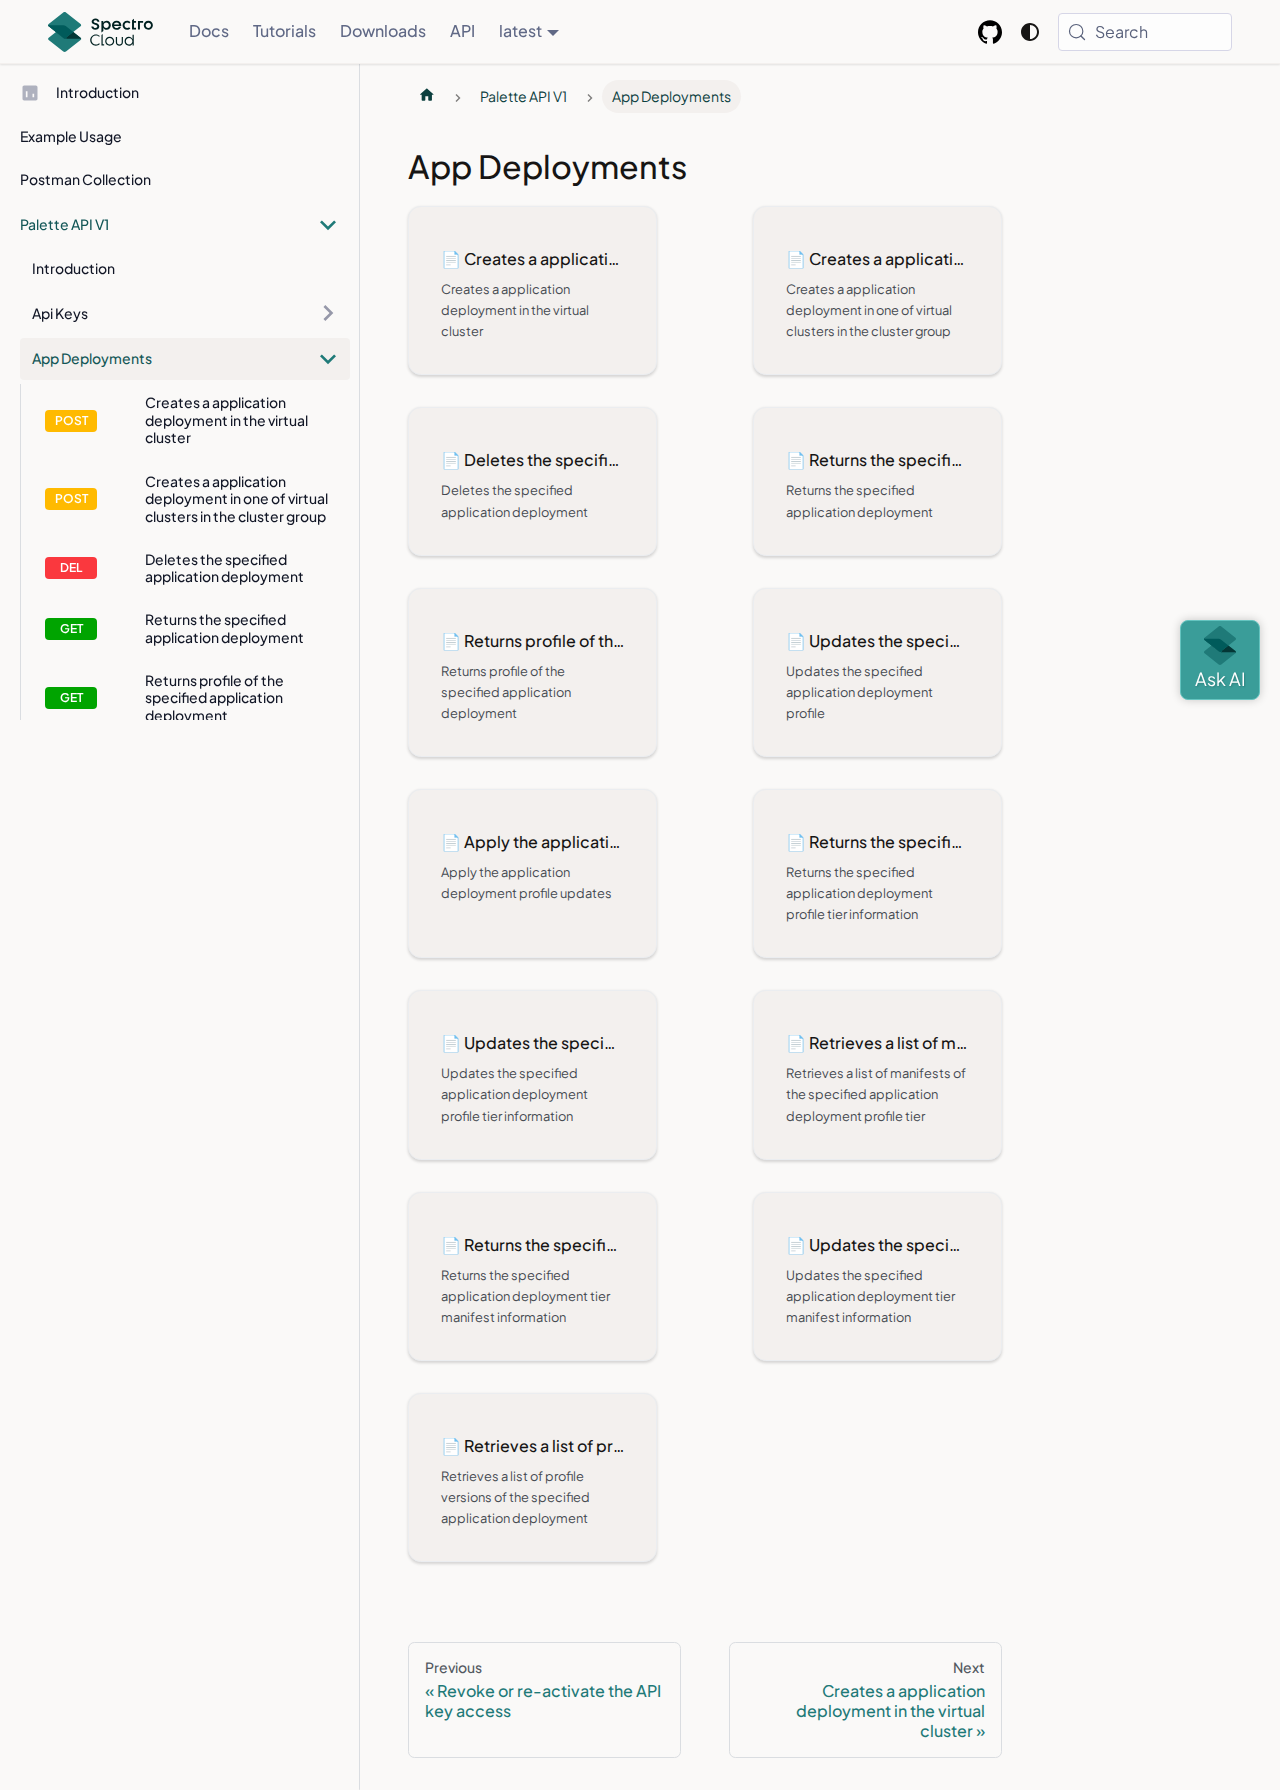 Spectro
Cloud
Docs
Tutorials
Downloads
API
latest
Search
Introduction
Example Usage
Postman Collection
Palette API V1
Introduction
Api Keys
App Deployments
POST
Creates a application
deployment in the virtual
cluster
POST
Creates a application
deployment in one of virtual
clusters in the cluster group
DEL
Deletes the specified
application deployment
GET
Returns the specified
application deployment
GET
Returns profile of the
specified application
deployment
Palette API V1
App Deployments
App Deployments
Creates a applicati...
Creates a application
deployment in the virtual
cluster
Creates a applicati...
Creates a application
deployment in one of virtual
clusters in the cluster group
Deletes the specifi...
Deletes the specified
application deployment
Returns the specifi...
Returns the specified
application deployment
Returns profile of th...
Returns profile of the
specified application
deployment
Updates the speci...
Updates the specified
application deployment
profile
Apply the applicati...
Apply the application
deployment profile updates
Returns the specifi...
Returns the specified
application deployment
profile tier information
Updates the speci...
Updates the specified
application deployment
profile tier information
Retrieves a list of m...
Retrieves a list of manifests of
the specified application
deployment profile tier
Returns the specifi...
Returns the specified
application deployment tier
manifest information
Updates the speci...
Updates the specified
application deployment tier
manifest information
Retrieves a list of pr...
Retrieves a list of profile
versions of the specified
application deployment
Ask AI
Previous
« Revoke or re-activate the API
key access
Next
Creates a application
deployment in the virtual
cluster »